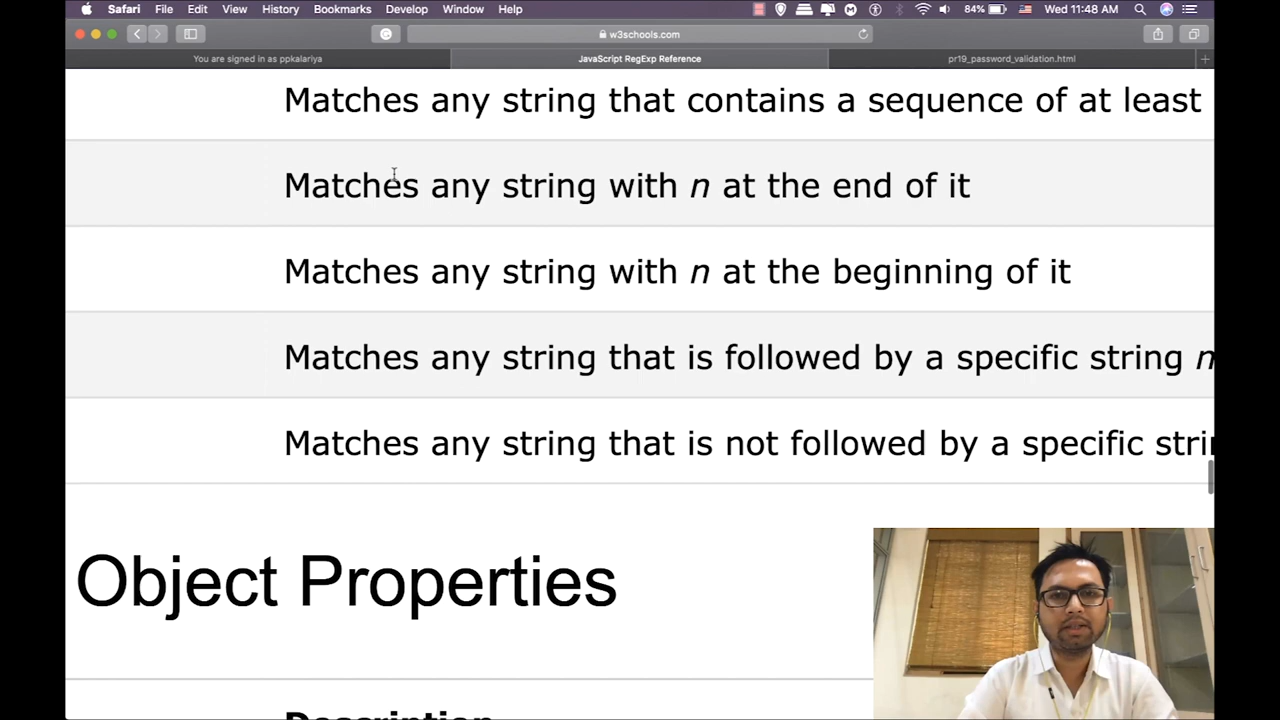 Safari File Edit View History Bookmarks Develop Window Help 84% Wed 11:48 AM
w3schools.com
You are signed in as ppkalariya JavaScript RegExp Reference pr19_password_validation.html
Matches any string that contains a sequence of at least
Matches any string with n at the end of it
Matches any string with n at the beginning of it
Matches any string that is followed by a specific string n
Matches any string that is not followed by a specific
Object Properties